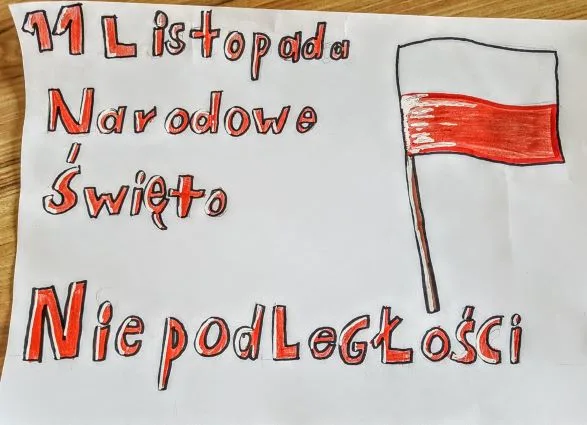 11 Listopada
Narodowe
Święto
Niepodległości